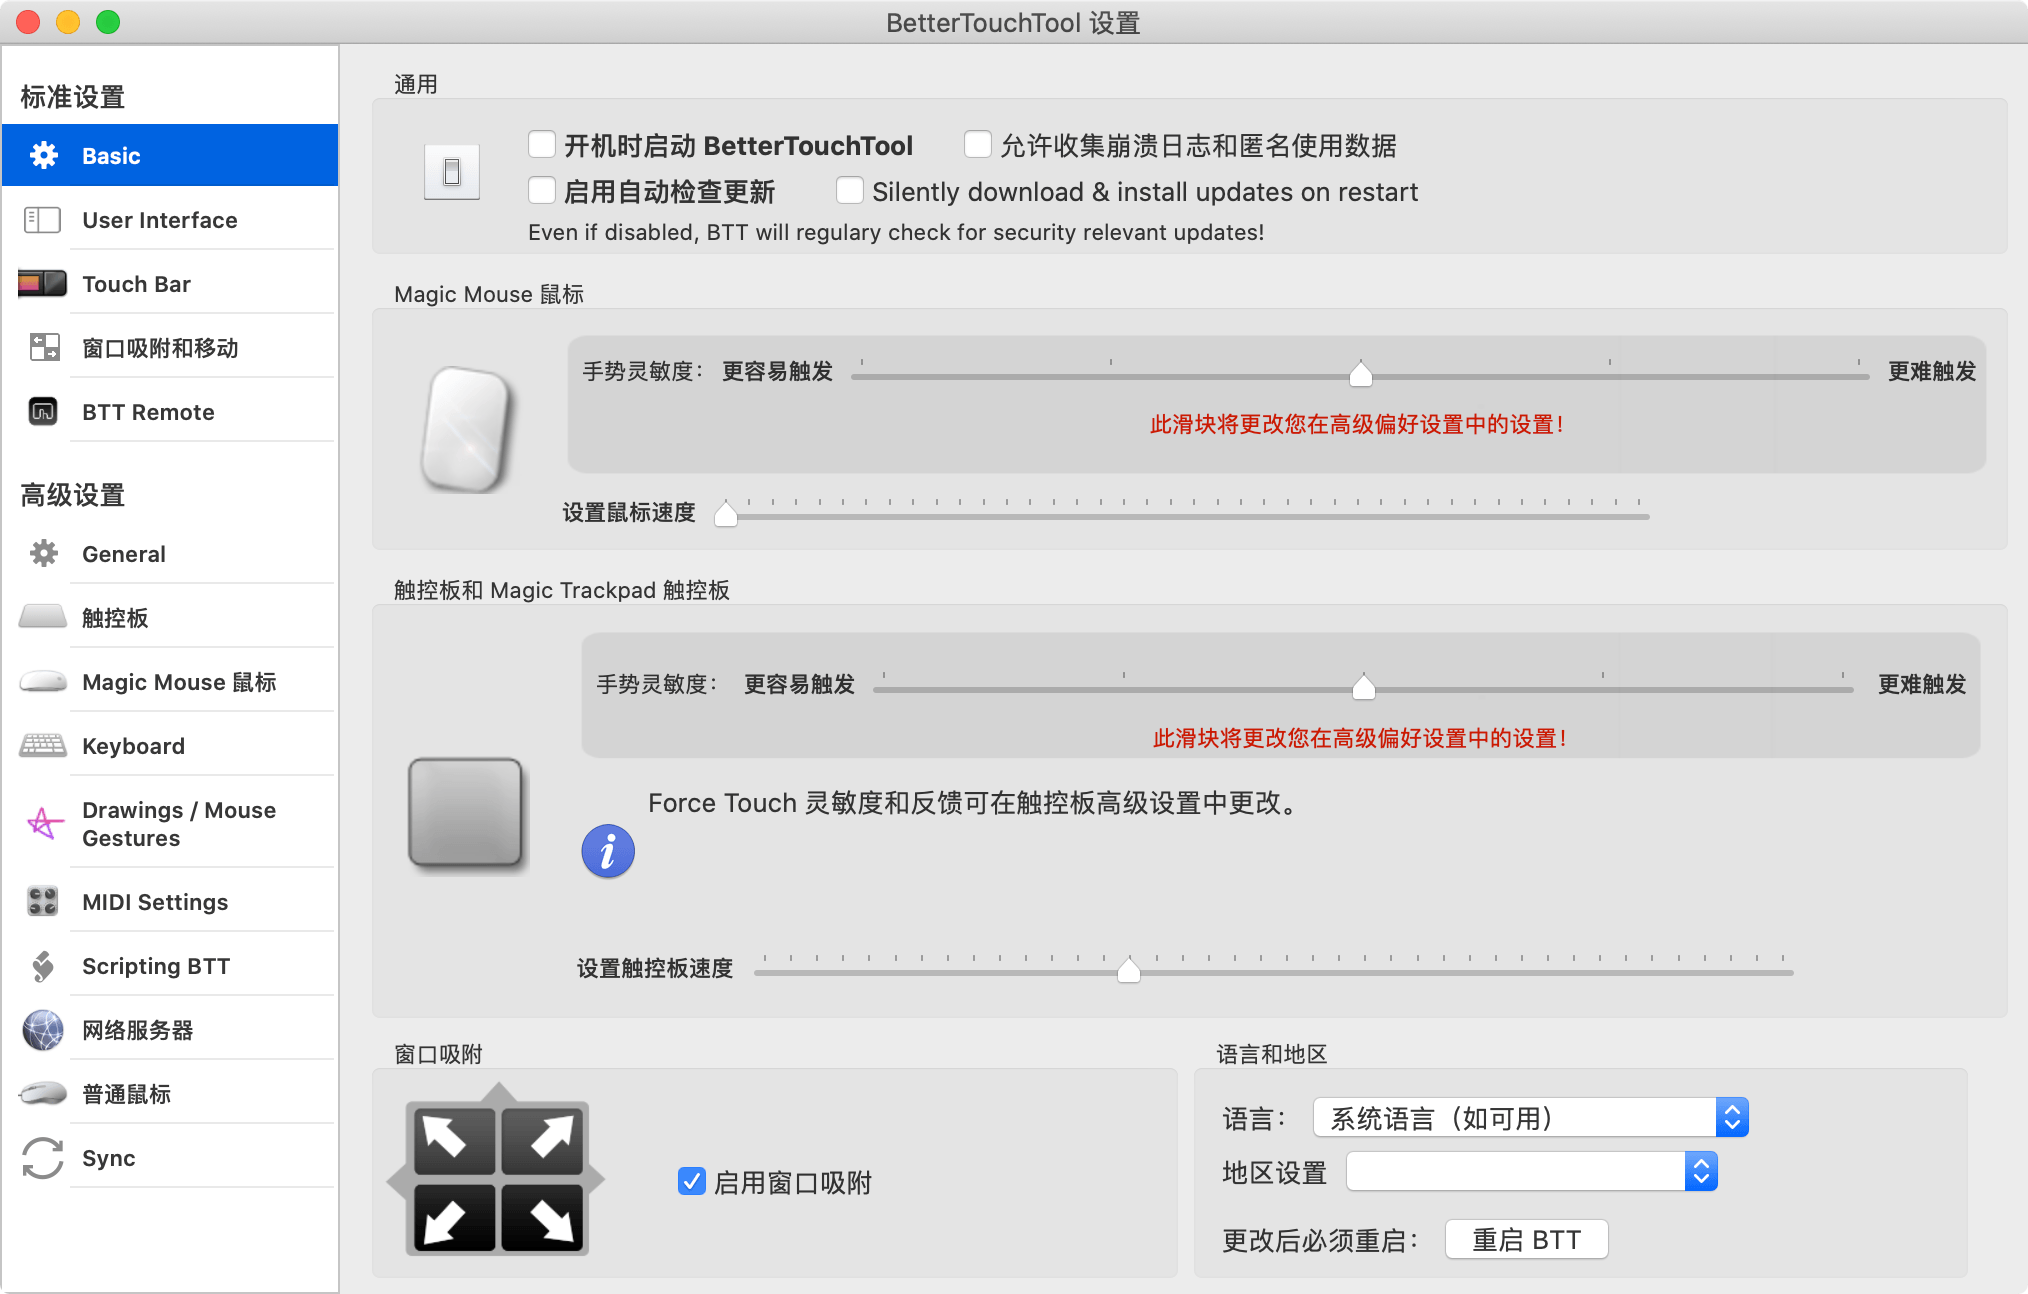 BetterTouchTool 设置
标准设置
Basic
User Interface
Touch Bar
窗口吸附和移动
BTT Remote
高级设置
General
触控板
Magic Mouse 鼠标
Keyboard
Drawings / Mouse
Gestures
MIDI Settings
Scripting BTT
网络服务器
普通鼠标
Sync
通用
开机时启动 BetterTouchTool
允许收集崩溃日志和匿名使用数据
启用自动检查更新
Silently download & install updates on restart
Even if disabled, BTT will regulary check for security relevant updates!
Magic Mouse 鼠标
手势灵敏度： 更容易触发 更难触发
此滑块将更改您在高级偏好设置中的设置！
设置鼠标速度
触控板和 Magic Trackpad 触控板
手势灵敏度： 更容易触发 更难触发
此滑块将更改您在高级偏好设置中的设置！
Force Touch 灵敏度和反馈可在触控板高级设置中更改。
设置触控板速度
窗口吸附
启用窗口吸附
语言和地区
语言： 系统语言（如可用）
地区设置
更改后必须重启： 重启 BTT